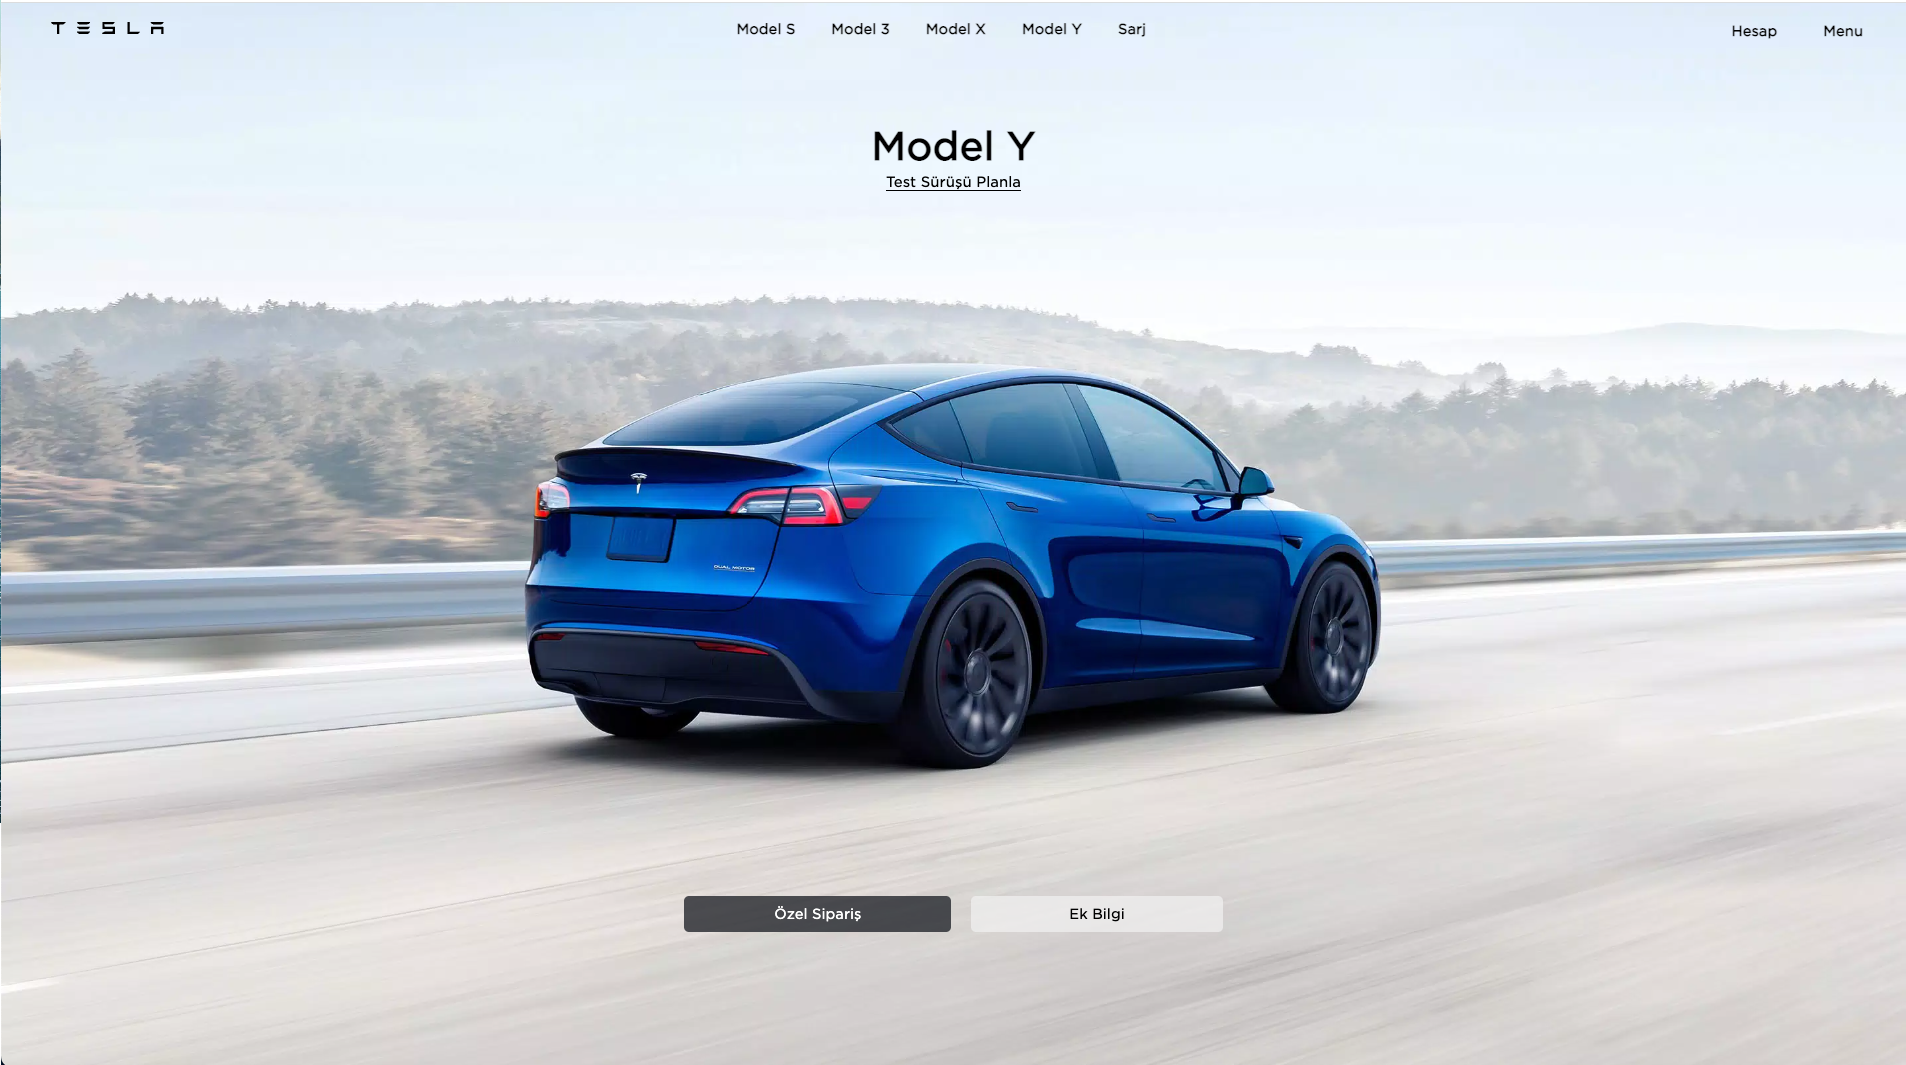 TESLA
Model S
Model 3
Model X
Model Y
Sarj
Hesap
Menu
Model Y
Test Sürüşü Planla
DUAL MOTOR
Özel Sipariş
Ek Bilgi